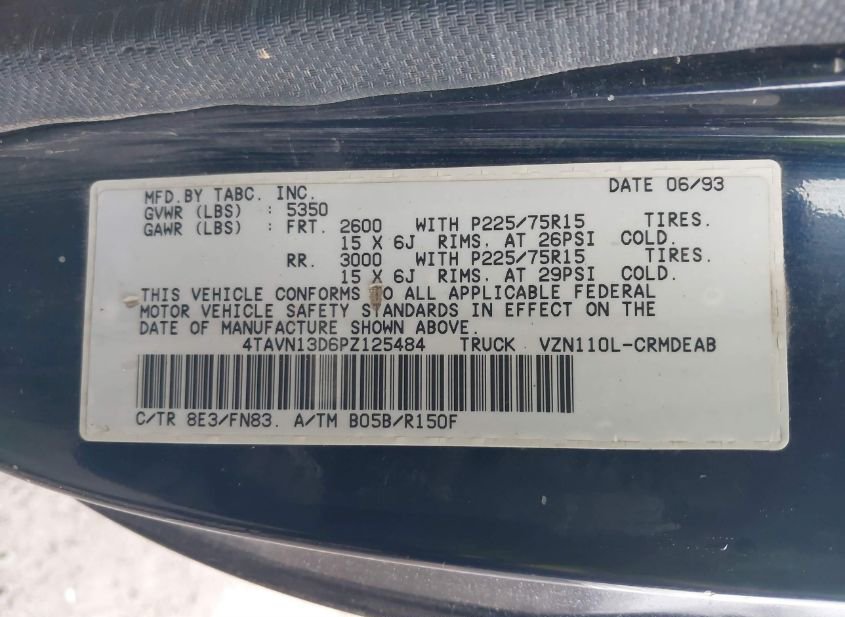 MFD.BY TABC. INC. DATE 06/93
GVWR (LBS) : 5350
GAWR (LBS) : FRT. 2600 WITH P225/75R15 TIRES.
15 X 6J RIMS, AT 26PSI COLD.
RR. 3000 WITH P225/75R15 TIRES.
15 X 6J RIMS, AT 29PSI COLD.
THIS VEHICLE CONFORMS TO ALL APPLICABLE FEDERAL
MOTOR VEHICLE SAFETY STANDARDS IN EFFECT ON THE
DATE OF MANUFACTURE SHOWN ABOVE.
4TAVN13D6PZ125484 TRUCK VZN110L-CRMDEAB
C/TR 8E3/FN83. A/TM B05B/R150F